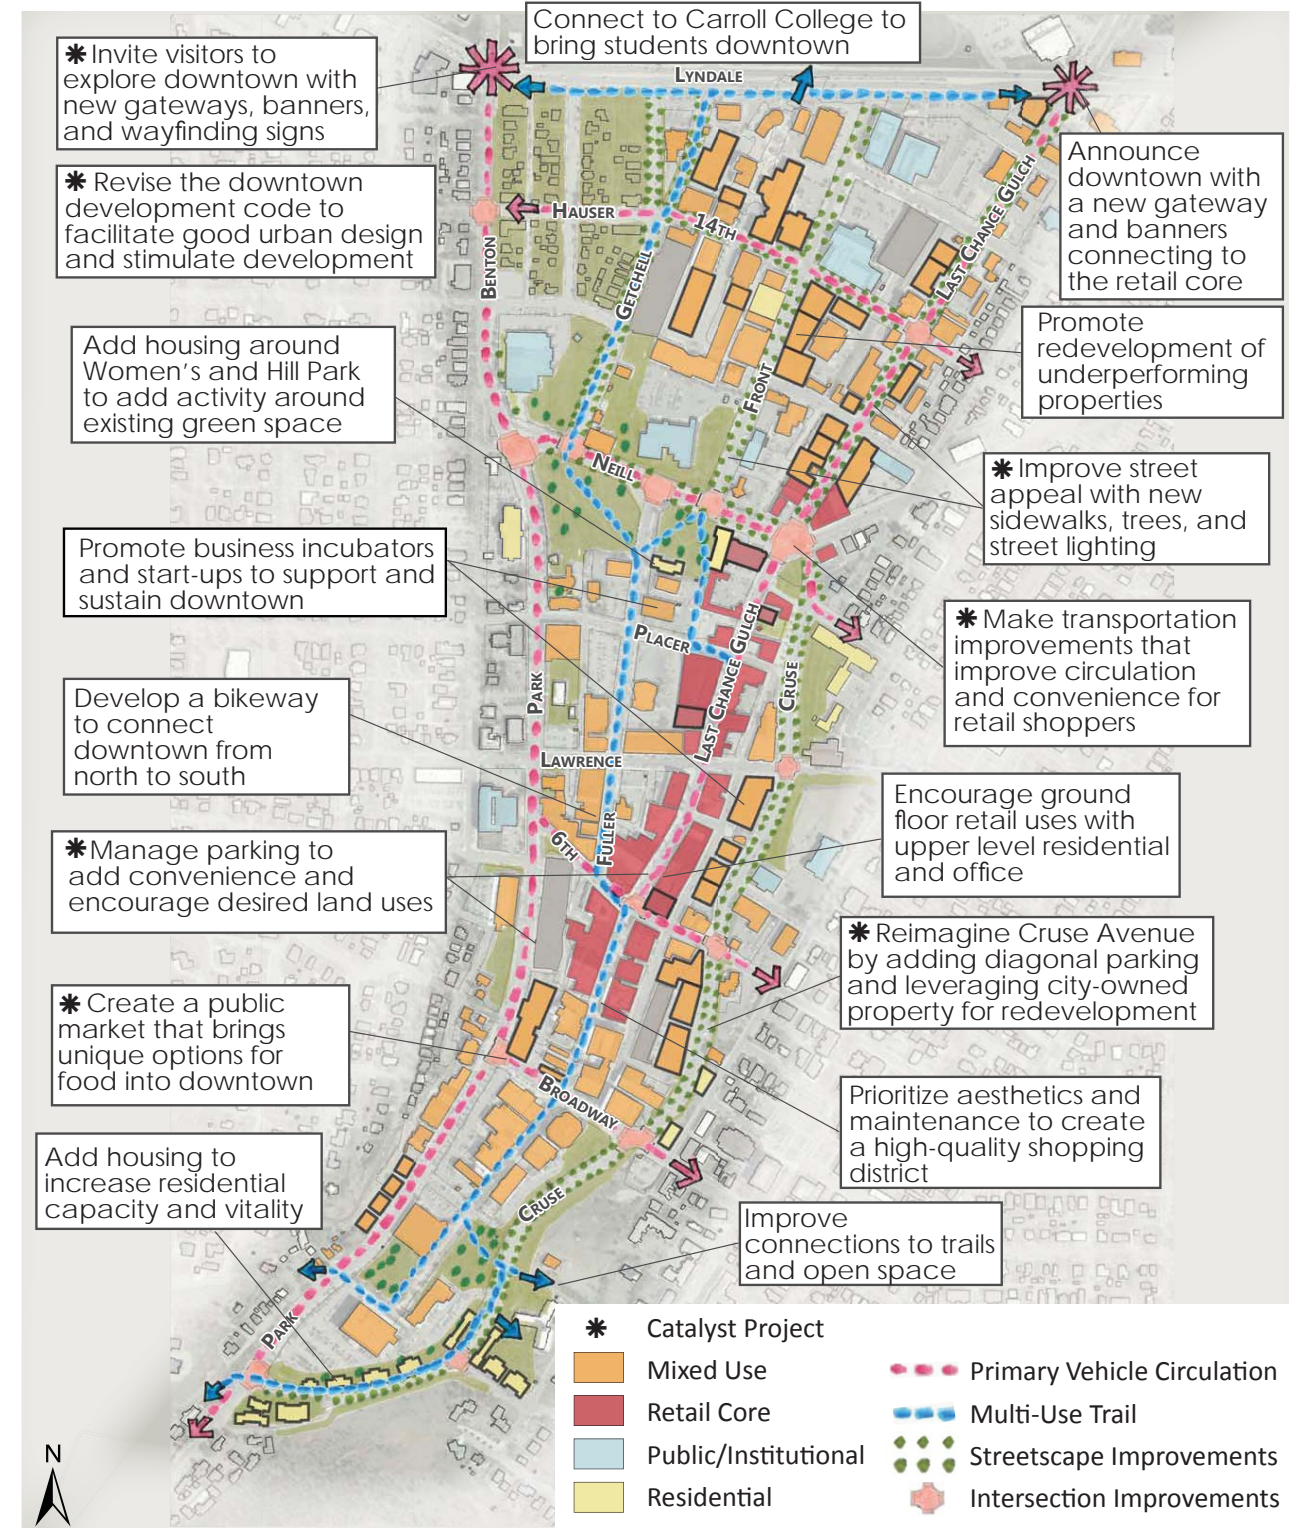 Connect to Carroll College to
bring students downtown
✱ Invite visitors to
explore downtown with
new gateways, banners,
and wayfinding signs
LYNDALE
Announce
downtown with
a new gateway
and banners
connecting to
the retail core
✱ Revise the downtown
development code to
facilitate good urban design
and stimulate development
HAUSER
14TH
LAST CHANCE GULCH
BENTON
GETCHELL
Promote
redevelopment of
underperforming
properties
Add housing around
Women's and Hill Park
to add activity around
existing green space
FRONT
NEILL
✱ Improve street
appeal with new
sidewalks, trees, and
street lighting
Promote business incubators
and start-ups to support and
sustain downtown
✱ Make transportation
improvements that
improve circulation
and convenience for
retail shoppers
PLACER
LAST CHANCE GULCH
CRUSE
PARK
Develop a bikeway
to connect
downtown from
north to south
LAWRENCE
Encourage ground
floor retail uses with
upper level residential
and office
FULLER
6TH
✱ Manage parking to
add convenience and
encourage desired land uses
✱ Reimagine Cruse Avenue
by adding diagonal parking
and leveraging city-owned
property for redevelopment
✱ Create a public
market that brings
unique options for
food into downtown
BROADWAY
Prioritize aesthetics and
maintenance to create
a high-quality shopping
district
Add housing to
increase residential
capacity and vitality
CRUSE
Improve
connections to trails
and open space
PARK
N
✱ Catalyst Project
Mixed Use
Retail Core
Public/Institutional
Residential
Primary Vehicle Circulation
Multi-Use Trail
Streetscape Improvements
Intersection Improvements